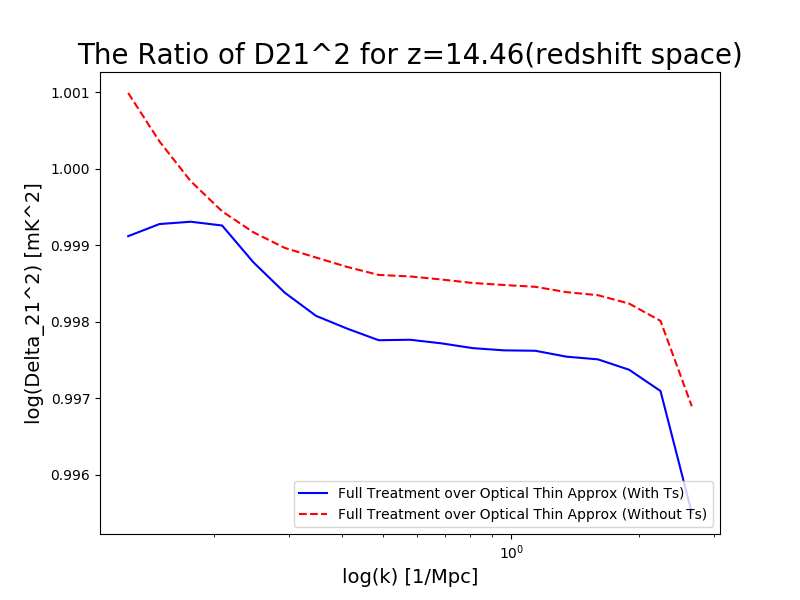 The Ratio of D21^2 for z=14.46(redshift space)
log(Delta_21^2) [mK^2]
1.001
1.000
0.999
0.998
0.997
0.996
Full Treatment over Optical Thin Approx (With Ts)
Full Treatment over Optical Thin Approx (Without Ts)
10^0
log(k) [1/Mpc]